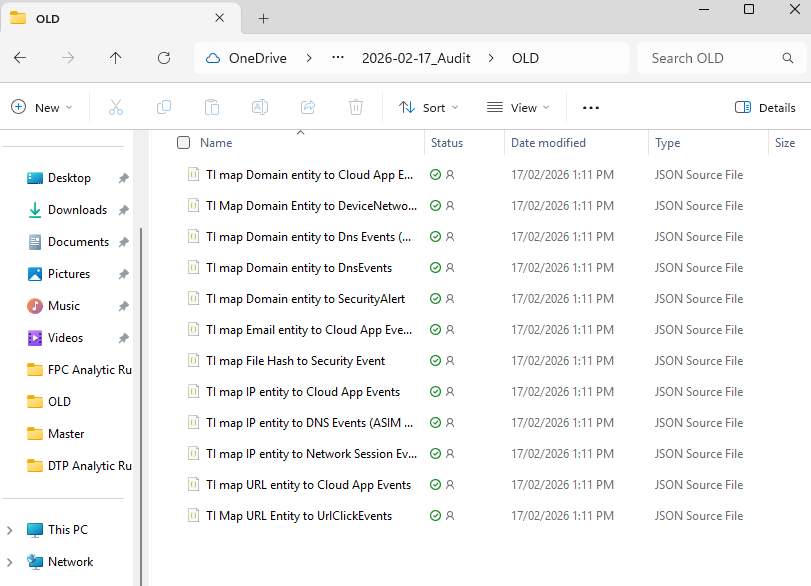 OLD
OneDrive > ... 2026-02-17_Audit > OLD
Search OLD
New
Sort
View
Details
Name Status Date modified Type Size
Desktop
Downloads
Documents
Pictures
Music
Videos
FPC Analytic Ru
OLD
Master
DTP Analytic Ru
This PC
Network
TI map Domain entity to Cloud App E... 17/02/2026 1:11 PM JSON Source File
TI Map Domain Entity to DeviceNetwo... 17/02/2026 1:11 PM JSON Source File
TI map Domain entity to Dns Events (... 17/02/2026 1:11 PM JSON Source File
TI map Domain entity to DnsEvents 17/02/2026 1:11 PM JSON Source File
TI map Domain entity to SecurityAlert 17/02/2026 1:11 PM JSON Source File
TI map Email entity to Cloud App Eve... 17/02/2026 1:11 PM JSON Source File
TI map File Hash to Security Event 17/02/2026 1:11 PM JSON Source File
TI map IP entity to Cloud App Events 17/02/2026 1:11 PM JSON Source File
TI map IP entity to DNS Events (ASIM ... 17/02/2026 1:11 PM JSON Source File
TI map IP entity to Network Session Ev... 17/02/2026 1:11 PM JSON Source File
TI map URL entity to Cloud App Events 17/02/2026 1:11 PM JSON Source File
TI Map URL Entity to UrlClickEvents 17/02/2026 1:11 PM JSON Source File